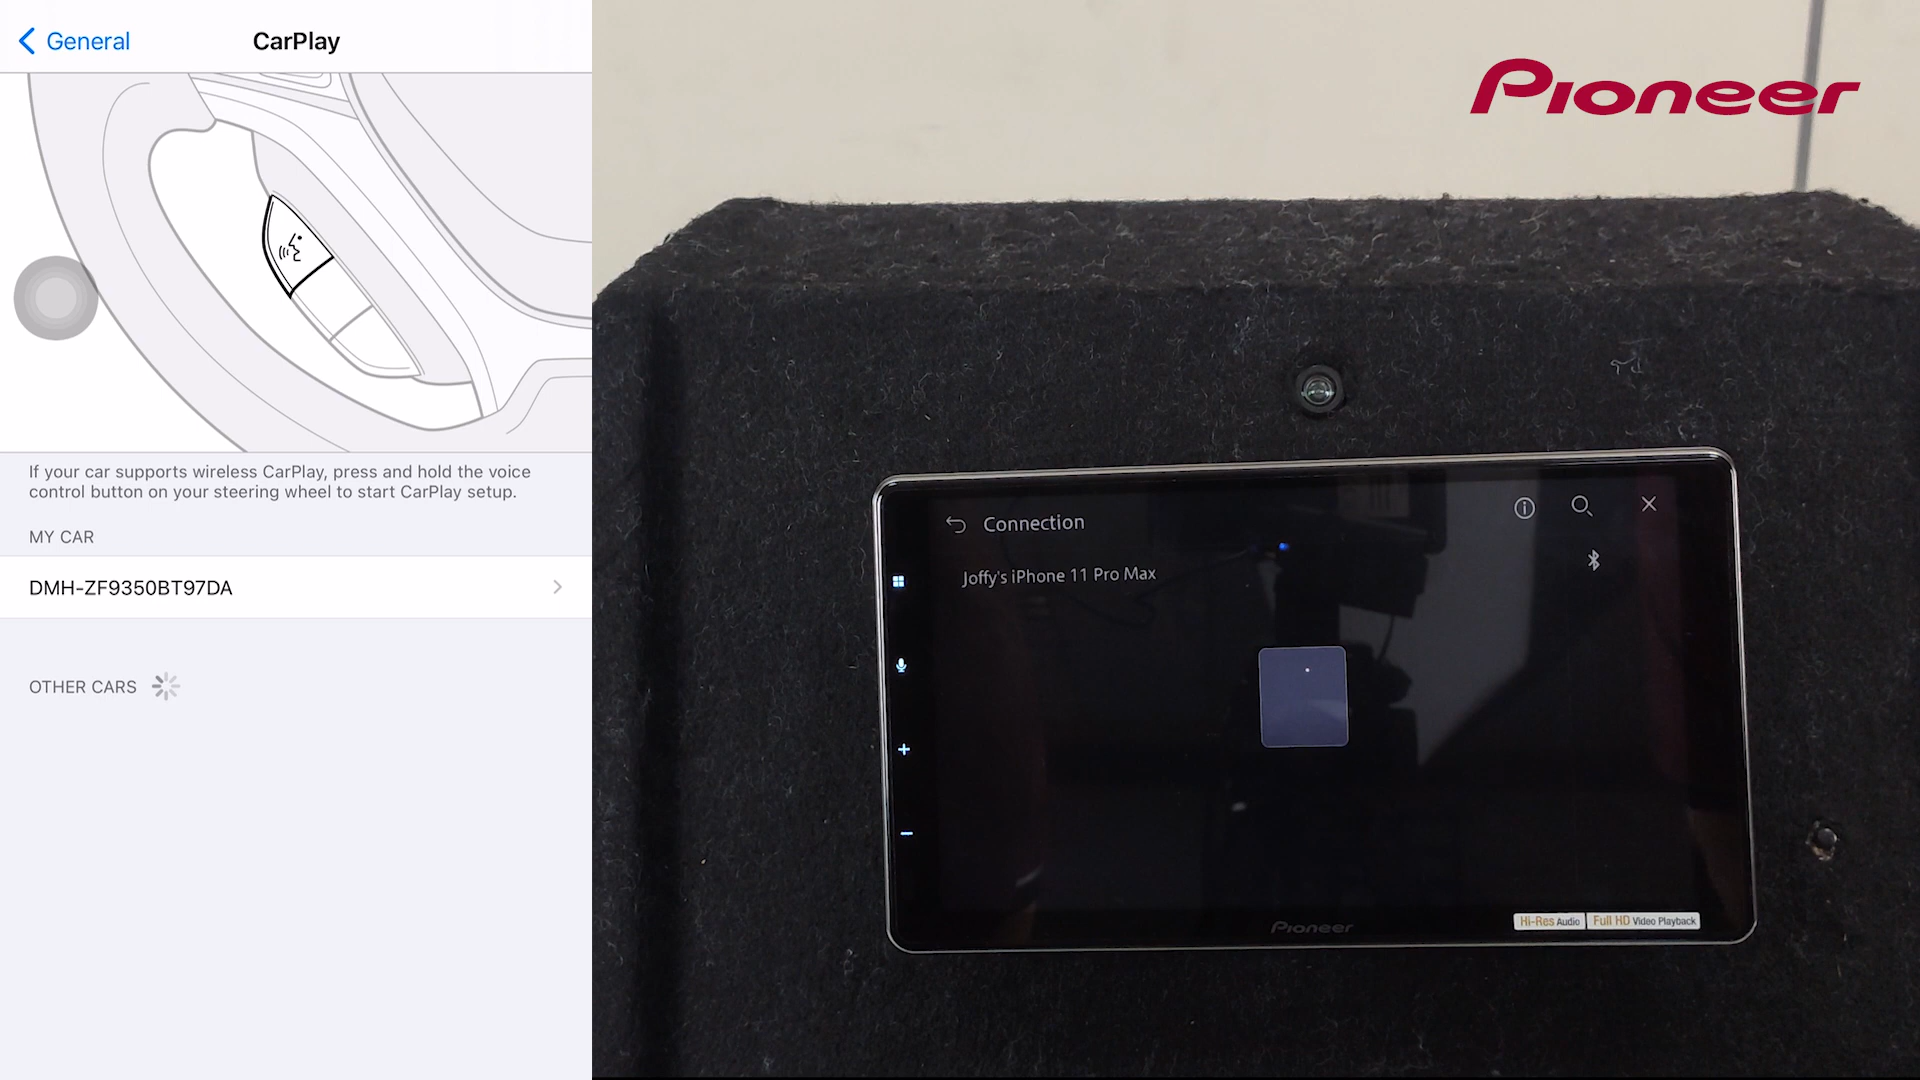 General
CarPlay
If your car supports wireless CarPlay, press and hold the voice
control button on your steering wheel to start CarPlay setup.
MY CAR
DMH-ZF9350BT97DA
OTHER CARS
Pioneer
Connection
Joffy's iPhone 11 Pro Max
Pioneer
Hi-Res Audio
Full HD Video Playback